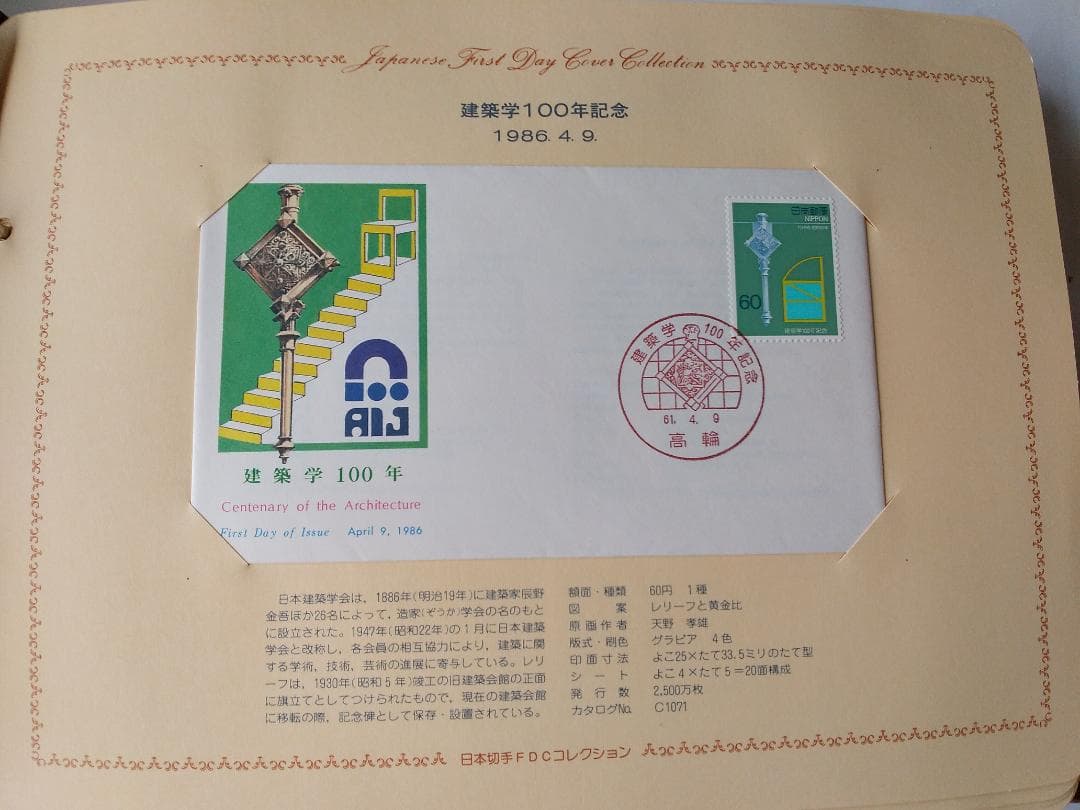 Japanese First Day Cover Collection
建築学100年記念
1986. 4. 9.
日本郵便
NIPPON
60
建築学100年記念
建築学 100年記念
61. 4. 9
高輪
AIJ
建築学100年
Centenary of the Architecture
First Day of Issue April 9, 1986
日本建築学会は，1886年(明治19年)に建築家辰野
金吾ほか26名によって，造家(ぞうか)学会の名のもと
に設立された。1947年(昭和22年)の1月に日本建築
学会と改称し，各会員の相互協力により，建築に関
する学術，技術，芸術の進展に寄与している。レリ
ーフは，1930年(昭和5年)竣工の旧建築会館の正面
に旗立てとしてつけられたもので，現在の建築会館
に移転の際，記念碑として保存・設置されている。
額面・種類 60円 1種
図案 レリーフと黄金比
原画作者 天野 孝雄
版式・刷色 グラビア 4色
印面寸法 よこ25×たて33.5ミリのたて型
シート よこ4×たて5＝20面構成
発行数 2,500万枚
カタログNo. C1071
日本切手FDCコレクション